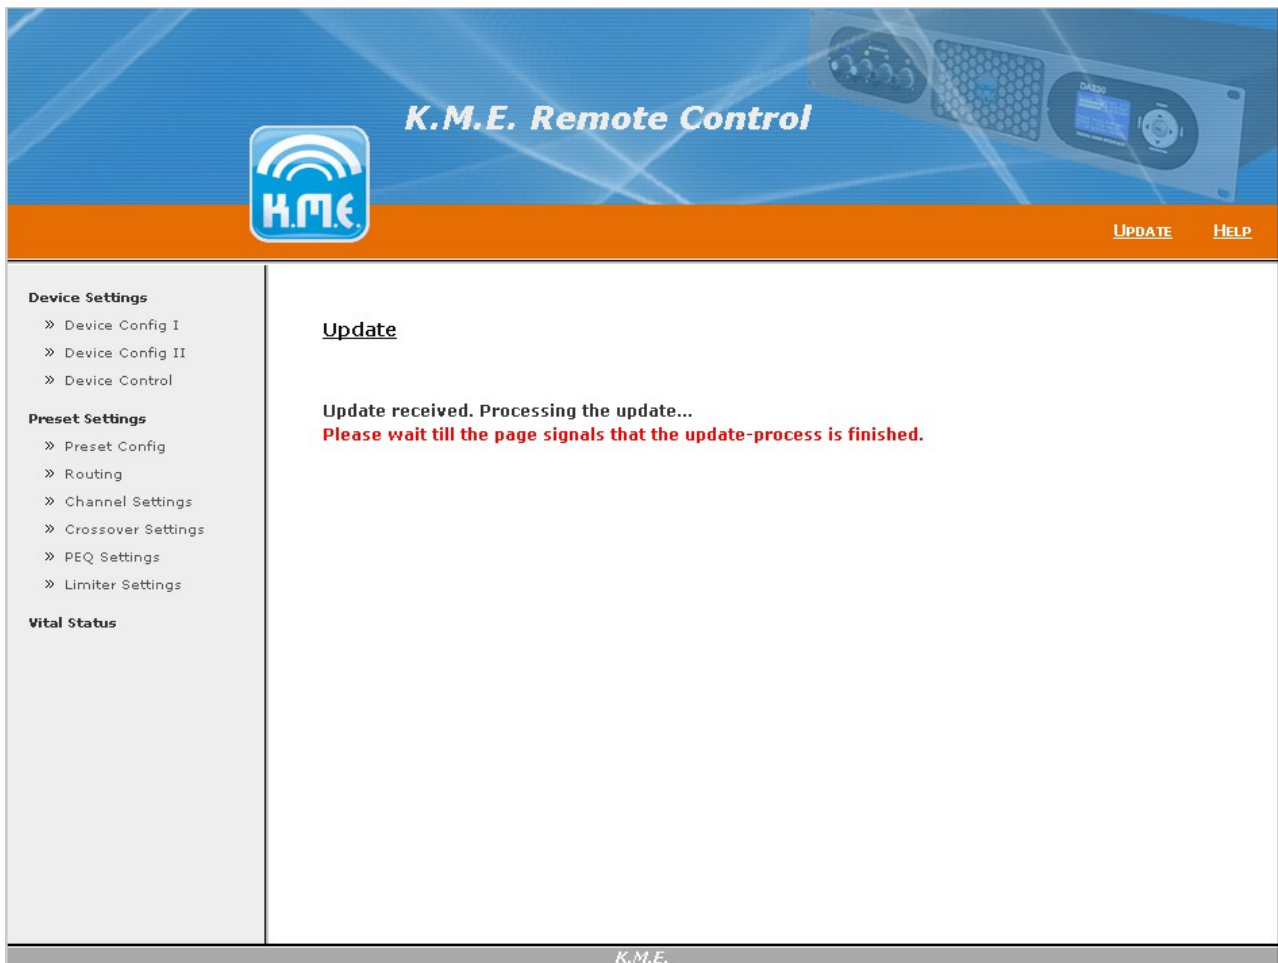 K.M.E. Remote Control
K.M.E.
DA230
UPDATE HELP
Device Settings
» Device Config I
» Device Config II
» Device Control
Preset Settings
» Preset Config
» Routing
» Channel Settings
» Crossover Settings
» PEQ Settings
» Limiter Settings
Vital Status
Update
Update received. Processing the update...
Please wait till the page signals that the update-process is finished.
K.M.E.